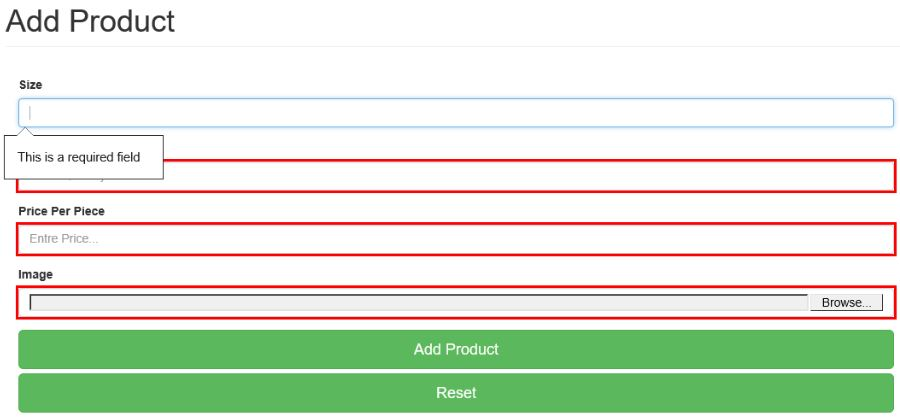 Add Product
Size
This is a required field
Price Per Piece
Entre Price...
Image
Browse...
Add Product
Reset